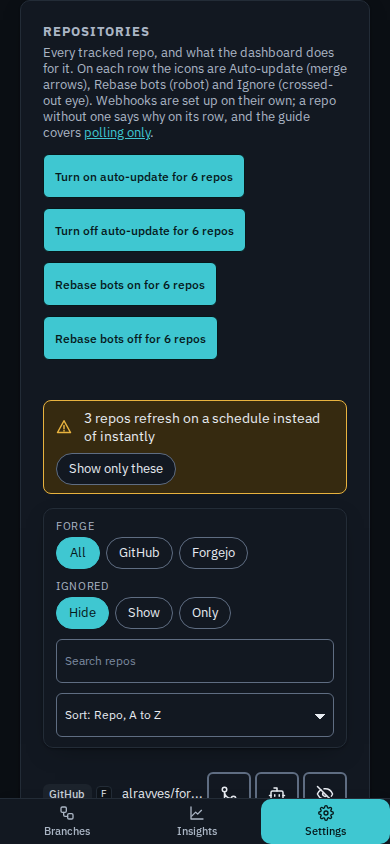 REPOSITORIES
Every tracked repo, and what the dashboard does
for it. On each row the icons are Auto-update (merge
arrows), Rebase bots (robot) and Ignore (crossed-
out eye). Webhooks are set up on their own; a repo
without one says why on its row, and the guide
covers polling only.
Turn on auto-update for 6 repos
Turn off auto-update for 6 repos
Rebase bots on for 6 repos
Rebase bots off for 6 repos
3 repos refresh on a schedule instead
of instantly
Show only these
FORGE
All GitHub Forgejo
IGNORED
Hide Show Only
Search repos
Sort: Repo, A to Z
GitHub F alrayyes/for...
Branches Insights Settings